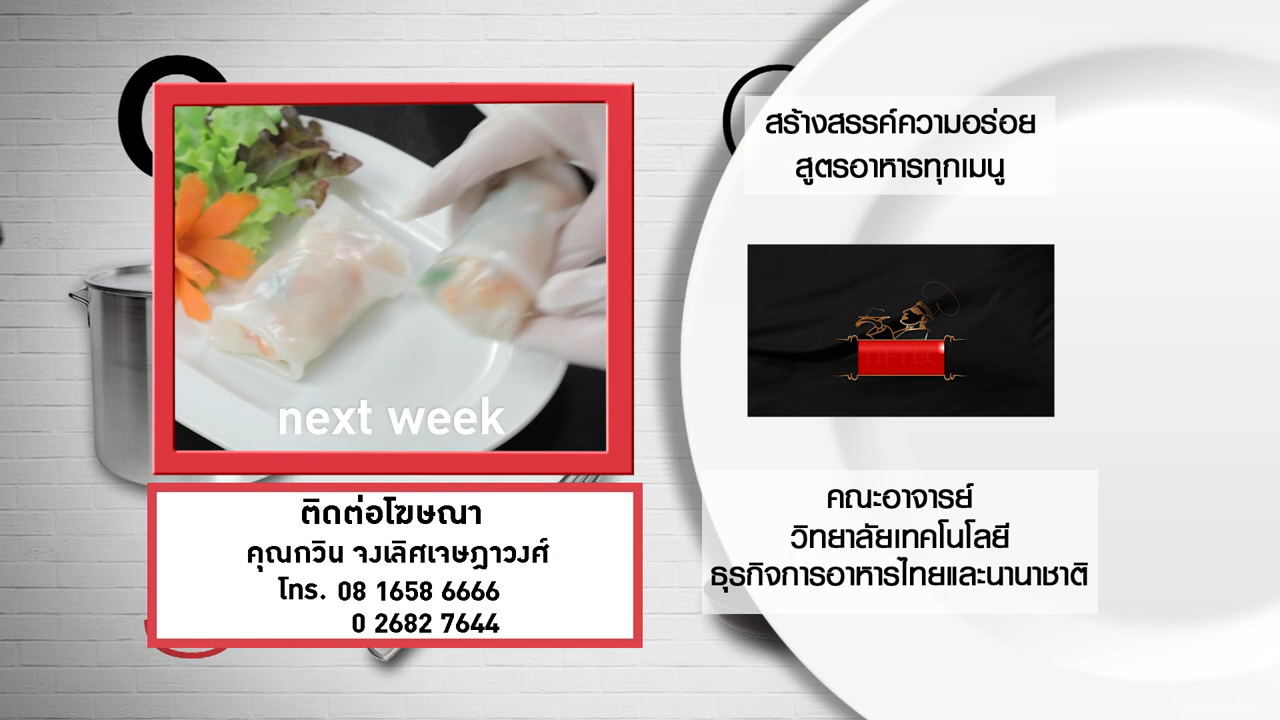 next week
ติดต่อโฆษณา
คุณกวิน จงเลิศเจษฎาวงศ์
โทร. 08 1658 6666
0 2682 7644
สร้างสรรค์ความอร่อย
สูตรอาหารทุกเมนู
คณะอาจารย์
วิทยาลัยเทคโนโลยี
ธุรกิจการอาหารไทยและนานาชาติ